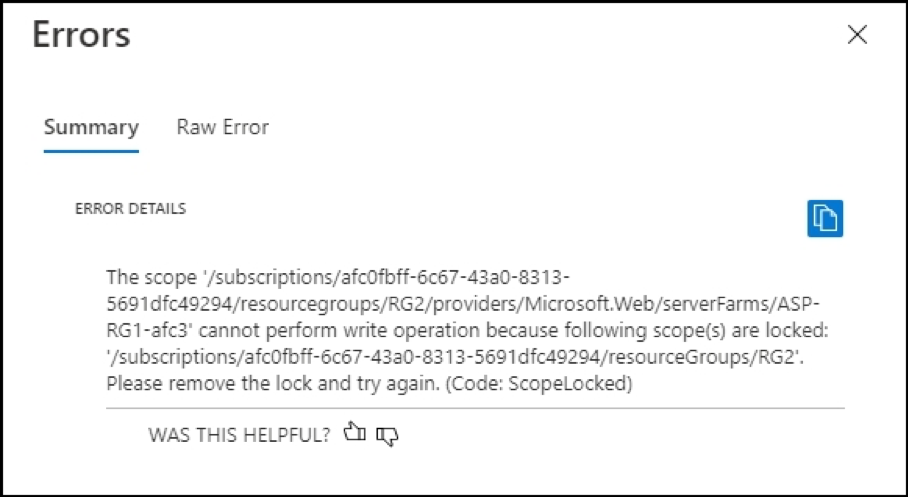 Errors
Summary Raw Error
ERROR DETAILS
The scope '/subscriptions/afc0fbff-6c67-43a0-8313-
5691dfc49294/resourcegroups/RG2/providers/Microsoft.Web/serverFarms/ASP-
RG1-afc3' cannot perform write operation because following scope(s) are locked:
'/subscriptions/afc0fbff-6c67-43a0-8313-5691dfc49294/resourceGroups/RG2'.
Please remove the lock and try again. (Code: ScopeLocked)
WAS THIS HELPFUL?